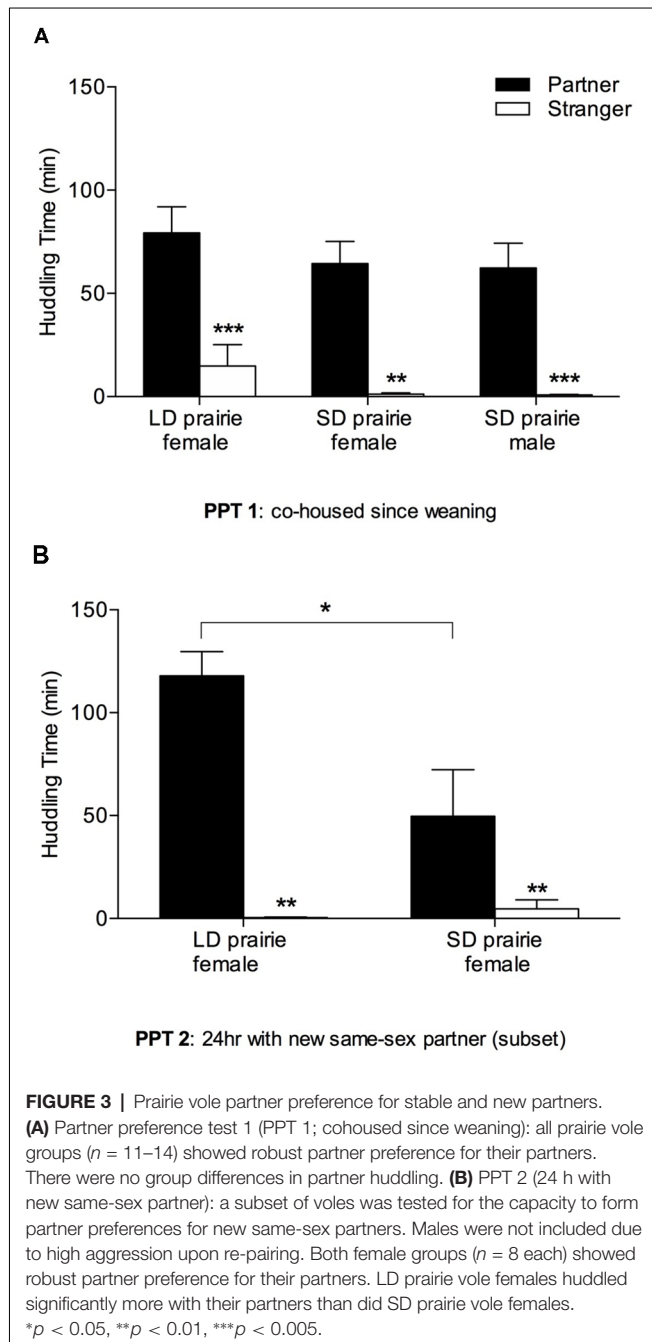 A
150
100
50
0
Huddling Time (min)
Partner
Stranger
***
**
***
LD prairie
female
SD prairie
female
SD prairie
male
PPT 1: co-housed since weaning
B
150
100
50
0
Huddling Time (min)
*
**
**
LD prairie
female
SD prairie
female
PPT 2: 24hr with new same-sex partner (subset)
FIGURE 3 | Prairie vole partner preference for stable and new partners.
(A) Partner preference test 1 (PPT 1; cohoused since weaning): all prairie vole
groups (n = 11–14) showed robust partner preference for their partners.
There were no group differences in partner huddling. (B) PPT 2 (24 h with
new same-sex partner): a subset of voles was tested for the capacity to form
partner preferences for new same-sex partners. Males were not included due
to high aggression upon re-pairing. Both female groups (n = 8 each) showed
robust partner preference for their partners. LD prairie vole females huddled
significantly more with their partners than did SD prairie vole females.
*p < 0.05, **p < 0.01, ***p < 0.005.